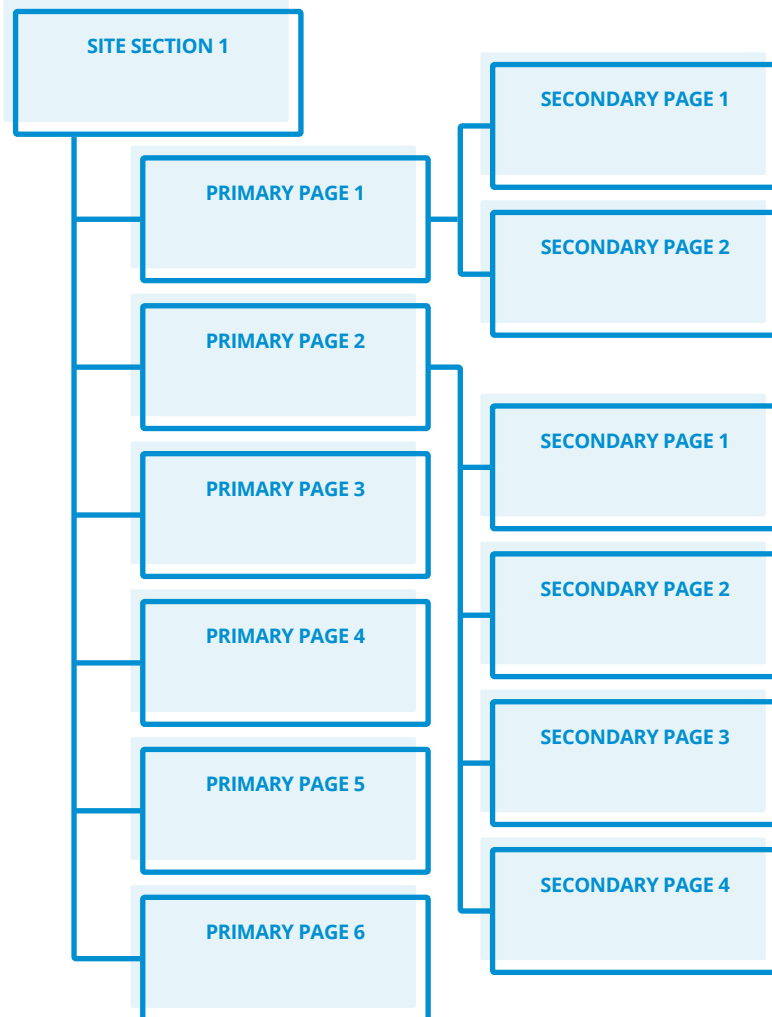 SITE SECTION 1
PRIMARY PAGE 1
SECONDARY PAGE 1
SECONDARY PAGE 2
PRIMARY PAGE 2
SECONDARY PAGE 1
SECONDARY PAGE 2
SECONDARY PAGE 3
SECONDARY PAGE 4
PRIMARY PAGE 3
PRIMARY PAGE 4
PRIMARY PAGE 5
PRIMARY PAGE 6